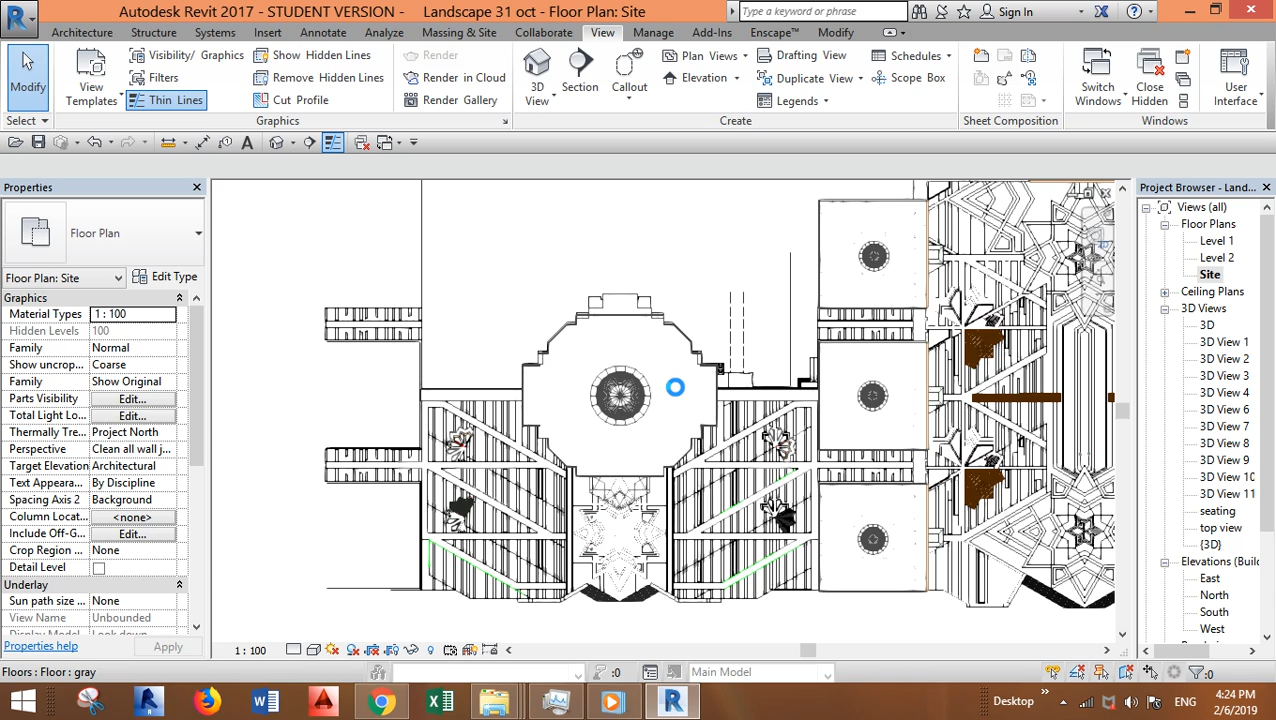 Autodesk Revit 2017 - STUDENT VERSION - Landscape 31 oct - Floor Plan: Site
Type a keyword or phrase
Sign In
Architecture Structure Systems Insert Annotate Analyze Massing & Site Collaborate View Manage Add-Ins Enscape™ Modify
Modify
Select
View Templates
Visibility/ Graphics
Filters
Thin Lines
Show Hidden Lines
Remove Hidden Lines
Cut Profile
Graphics
Render
Render in Cloud
Render Gallery
3D View
Section
Callout
Plan Views
Elevation
Drafting View
Duplicate View
Legends
Schedules
Scope Box
Create
Sheet Composition
Switch Windows
Close Hidden
Windows
User Interface
Properties
Floor Plan
Floor Plan: Site
Edit Type
Graphics
Material Types 1 : 100
Hidden Levels 100
Family Normal
Show uncrop... Coarse
Family Show Original
Parts Visibility Edit...
Total Light Lo... Edit...
Thermally Tre... Project North
Perspective Clean all wall j...
Target Elevation Architectural
Text Appear... By Discipline
Spacing Axis 2 Background
Column Locat... <none>
Include Off-G... Edit...
Crop Region ... None
Detail Level
Underlay
Sun path size ... None
View Name Unbounded
Display Model Look down
Properties help
Apply
Project Browser - Land...
Views (all)
Floor Plans
Level 1
Level 2
Site
Ceiling Plans
3D Views
3D
3D View 1
3D View 2
3D View 3
3D View 4
3D View 6
3D View 7
3D View 8
3D View 9
3D View 10
3D View 11
seating
top view
{3D}
Elevations (Build
East
North
South
West
1 : 100
Floors : Floor : gray
:0
Main Model
:0
Desktop
ENG
4:24 PM
2/6/2019